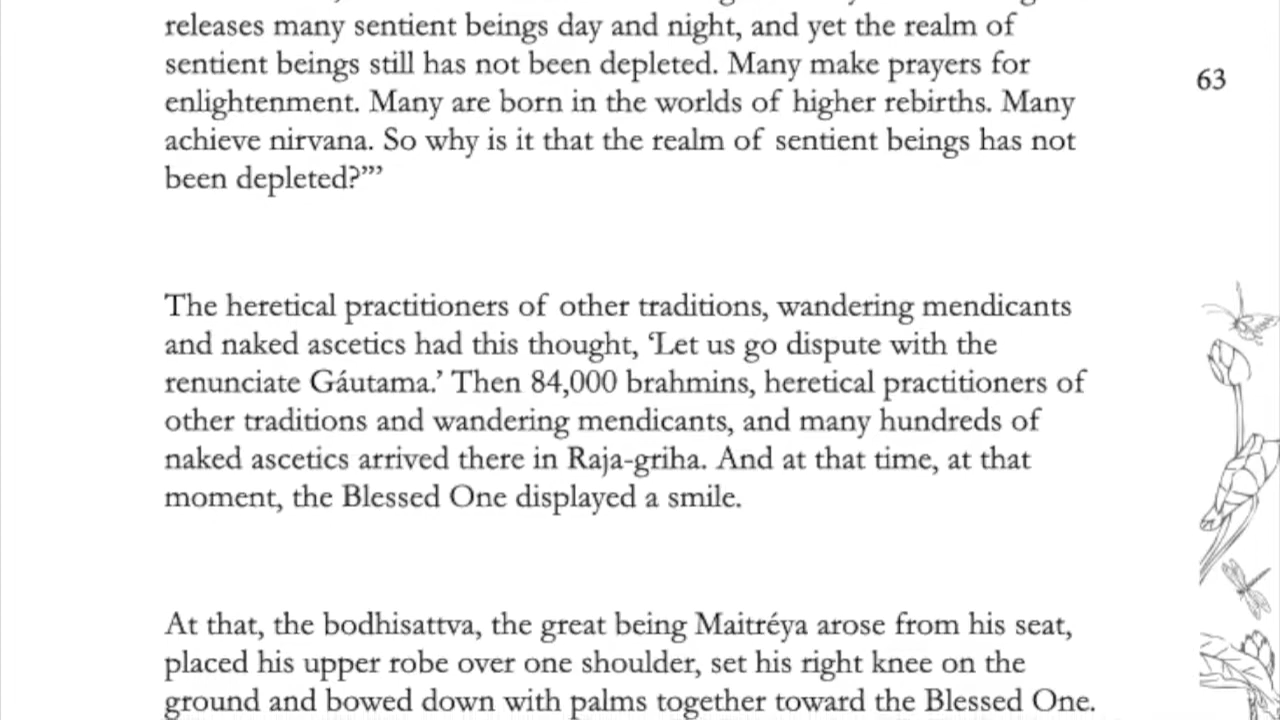 releases many sentient beings day and night, and yet the realm of
sentient beings still has not been depleted. Many make prayers for
63
enlightenment. Many are born in the worlds of higher rebirths. Many
achieve nirvana. So why is it that the realm of sentient beings has not
been depleted?”’
The heretical practitioners of other traditions, wandering mendicants
and naked ascetics had this thought, ‘Let us go dispute with the
renunciate Gáutama.’ Then 84,000 brahmins, heretical practitioners of
other traditions and wandering mendicants, and many hundreds of
naked ascetics arrived there in Raja-griha. And at that time, at that
moment, the Blessed One displayed a smile.
At that, the bodhisattva, the great being Maitréya arose from his seat,
placed his upper robe over one shoulder, set his right knee on the
ground and bowed down with palms together toward the Blessed One.